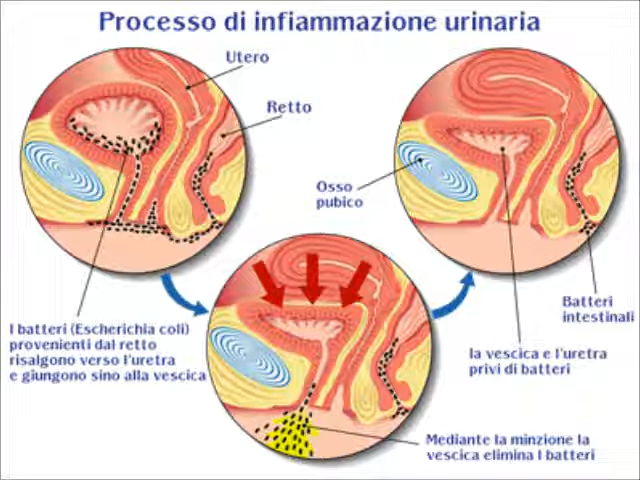 Processo di infiammazione urinaria
Utero
Retto
Osso
pubico
I batteri (Escherichia coli)
provenienti dal retto
risalgono verso l'uretra
e giungono sino alla vescica
Batteri
intestinali
la vescica e l'uretra
privi di batteri
Mediante la minzione la
vescica elimina I batteri